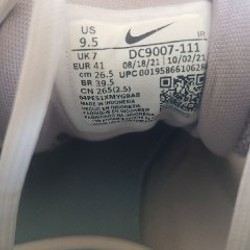 US
9.5
UK 7
EUR 41
cm 26.5
BR 39.5
CN 265(2.5)
DC9007-111
08/18/21 10/02/21
UPC 00195866106284
MADE IN INDONESIA